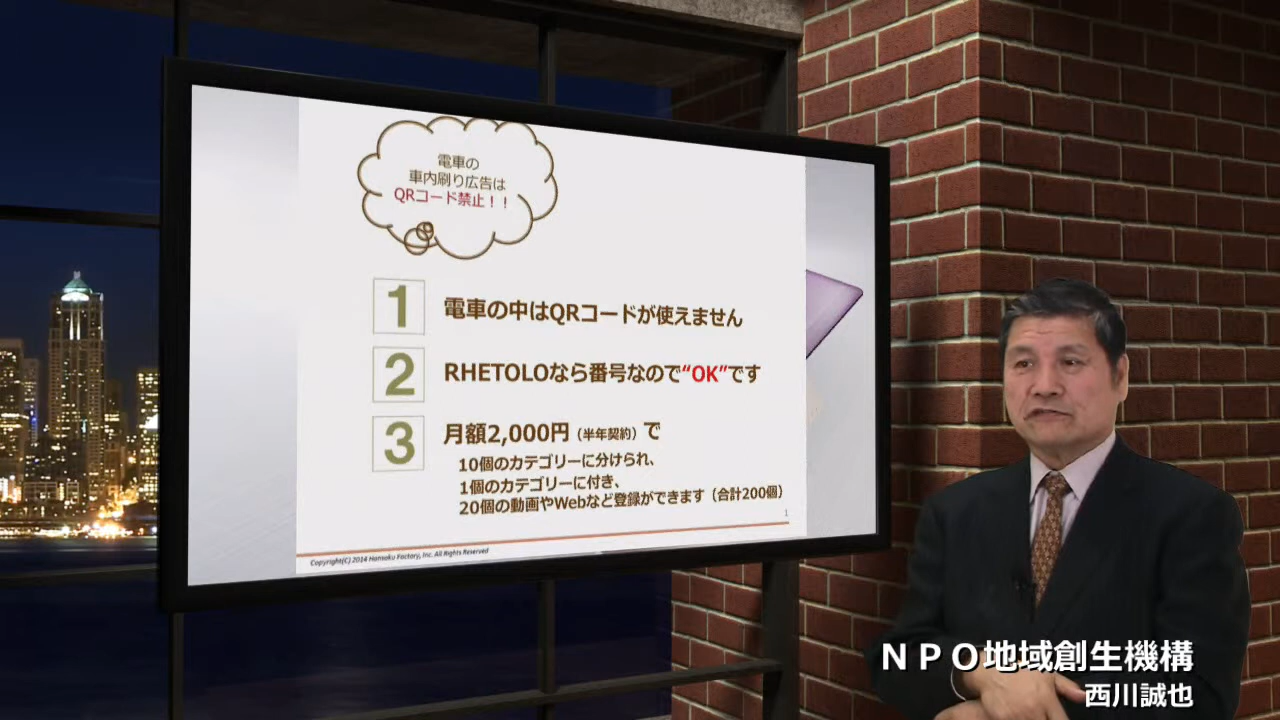 電車の
車内刷り広告は
QRコード禁止！！
1 電車の中はQRコードが使えません
2 RHETOLOなら番号なので“OK”です
3 月額2,000円（半年契約）で
10個のカテゴリーに分けられ、
1個のカテゴリーに付き、
20個の動画やWebなど登録ができます（合計200個）
1
Copyright(C) 2014 Hansoku Factory, Inc. All Rights Reserved
ＮＰＯ地域創生機構
西川誠也